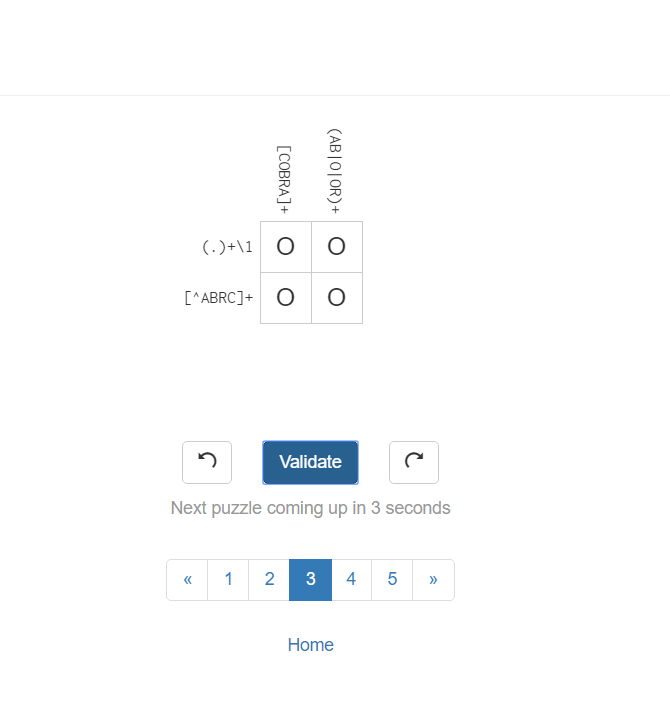 [COBRA]+
(AB|O|OR)+
(.)+\1 O O
[^ABRC]+ O O
Validate
Next puzzle coming up in 3 seconds
« 1 2 3 4 5 »
Home